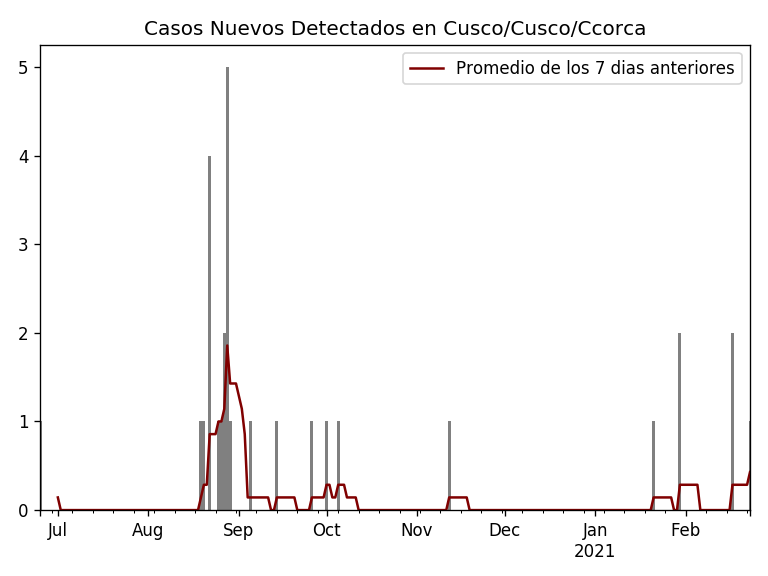 Casos Nuevos Detectados en Cusco/Cusco/Ccorca
Promedio de los 7 dias anteriores
5
4
3
2
1
0
Jul Aug Sep Oct Nov Dec Jan Feb
2021